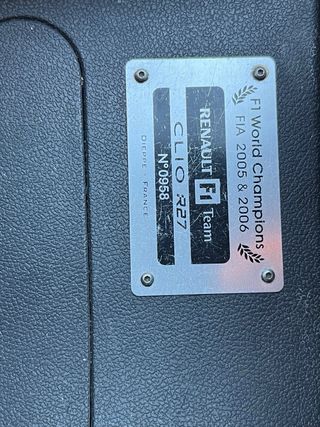 F1 World Champions
FIA 2005 & 2006
RENAULT F1 Team
CLIO R27
N°0958
DIEPPE - FRANCE